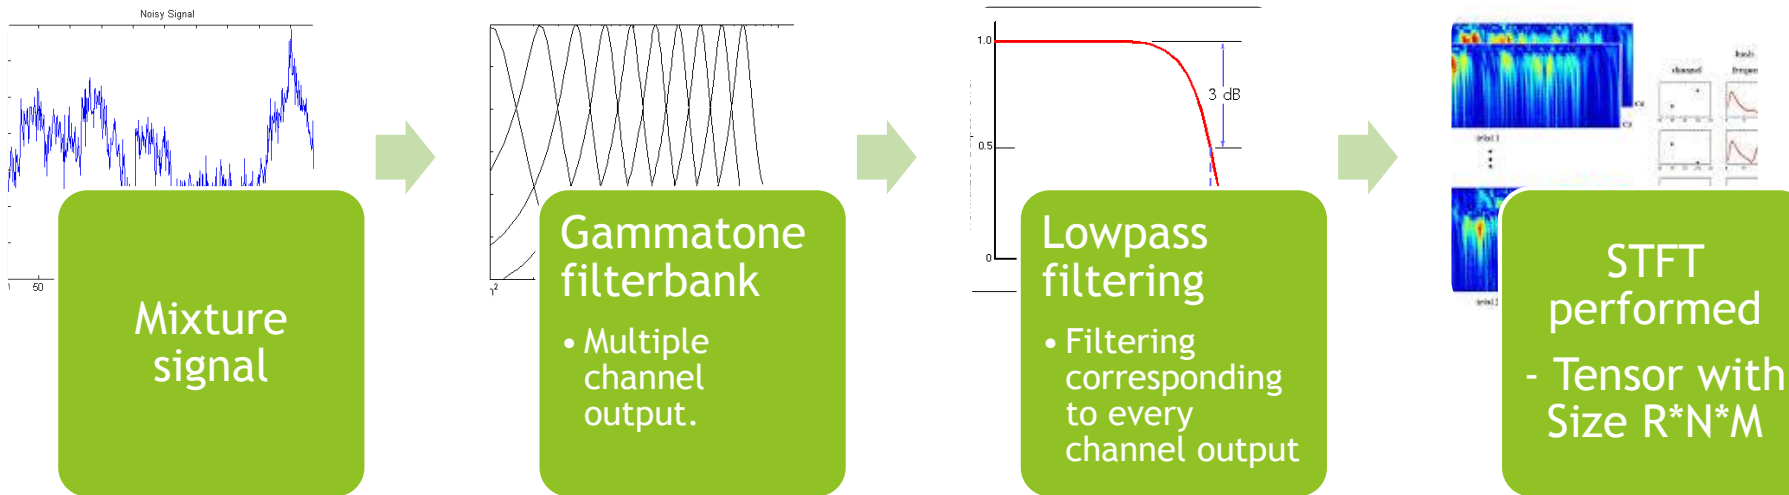 Noisy Signal
50
Mixture
signal
Gammatone
filterbank
• Multiple
channel
output.
1.0
3 dB
0.5
0
Lowpass
filtering
• Filtering
corresponding
to every
channel output
channel
STFT
performed
- Tensor with
Size R*N*M